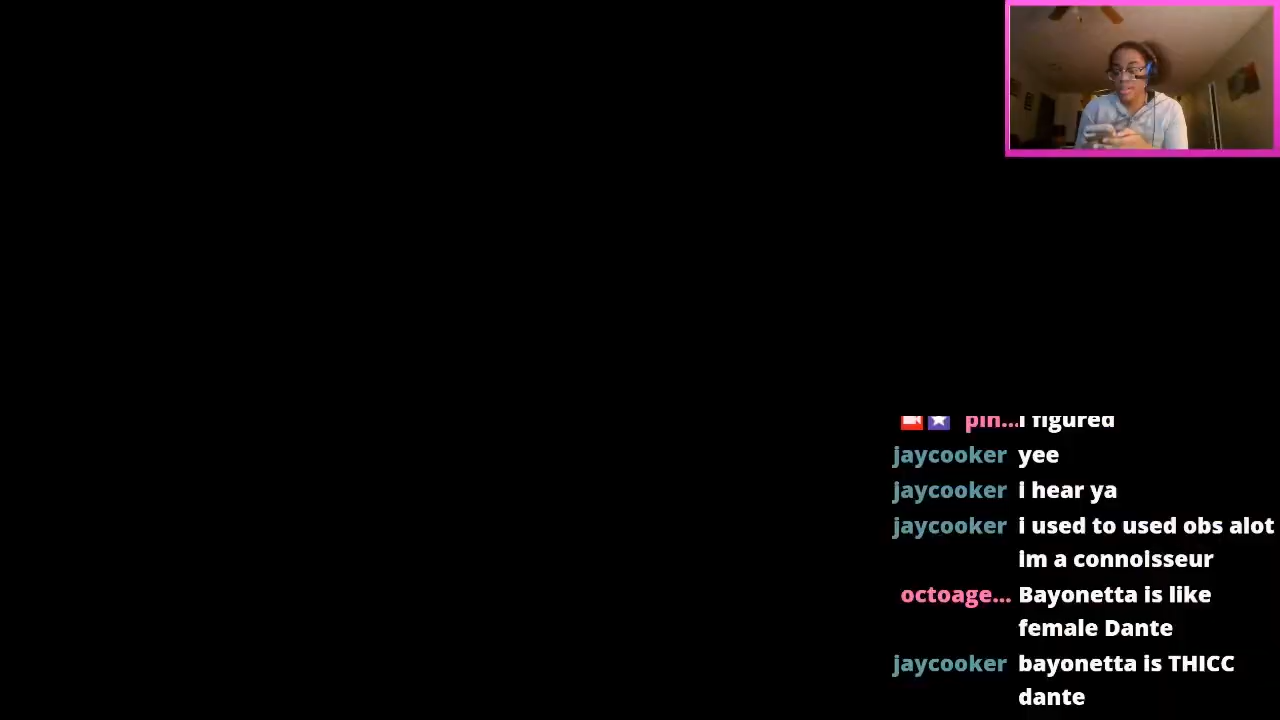 pin... i figured
jaycooker yee
jaycooker i hear ya
jaycooker i used to used obs alot
im a connoisseur
octoage... Bayonetta is like
female Dante
jaycooker bayonetta is THICC
dante